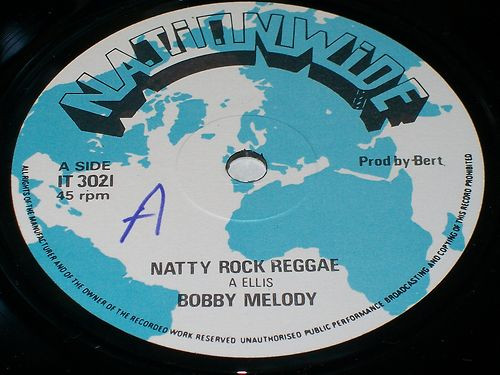 NATIONWIDE
A SIDE
IT 3021
45 rpm
Prod by Bert
A
NATTY ROCK REGGAE
A ELLIS
BOBBY MELODY
ALL RIGHTS OF THE MANUFACTURER AND OF THE OWNER OF THE RECORDED WORK RESERVED UNAUTHORISED PUBLIC PERFORMANCE BROADCASTING AND COPYING OF THIS RECORD PROHIBITED